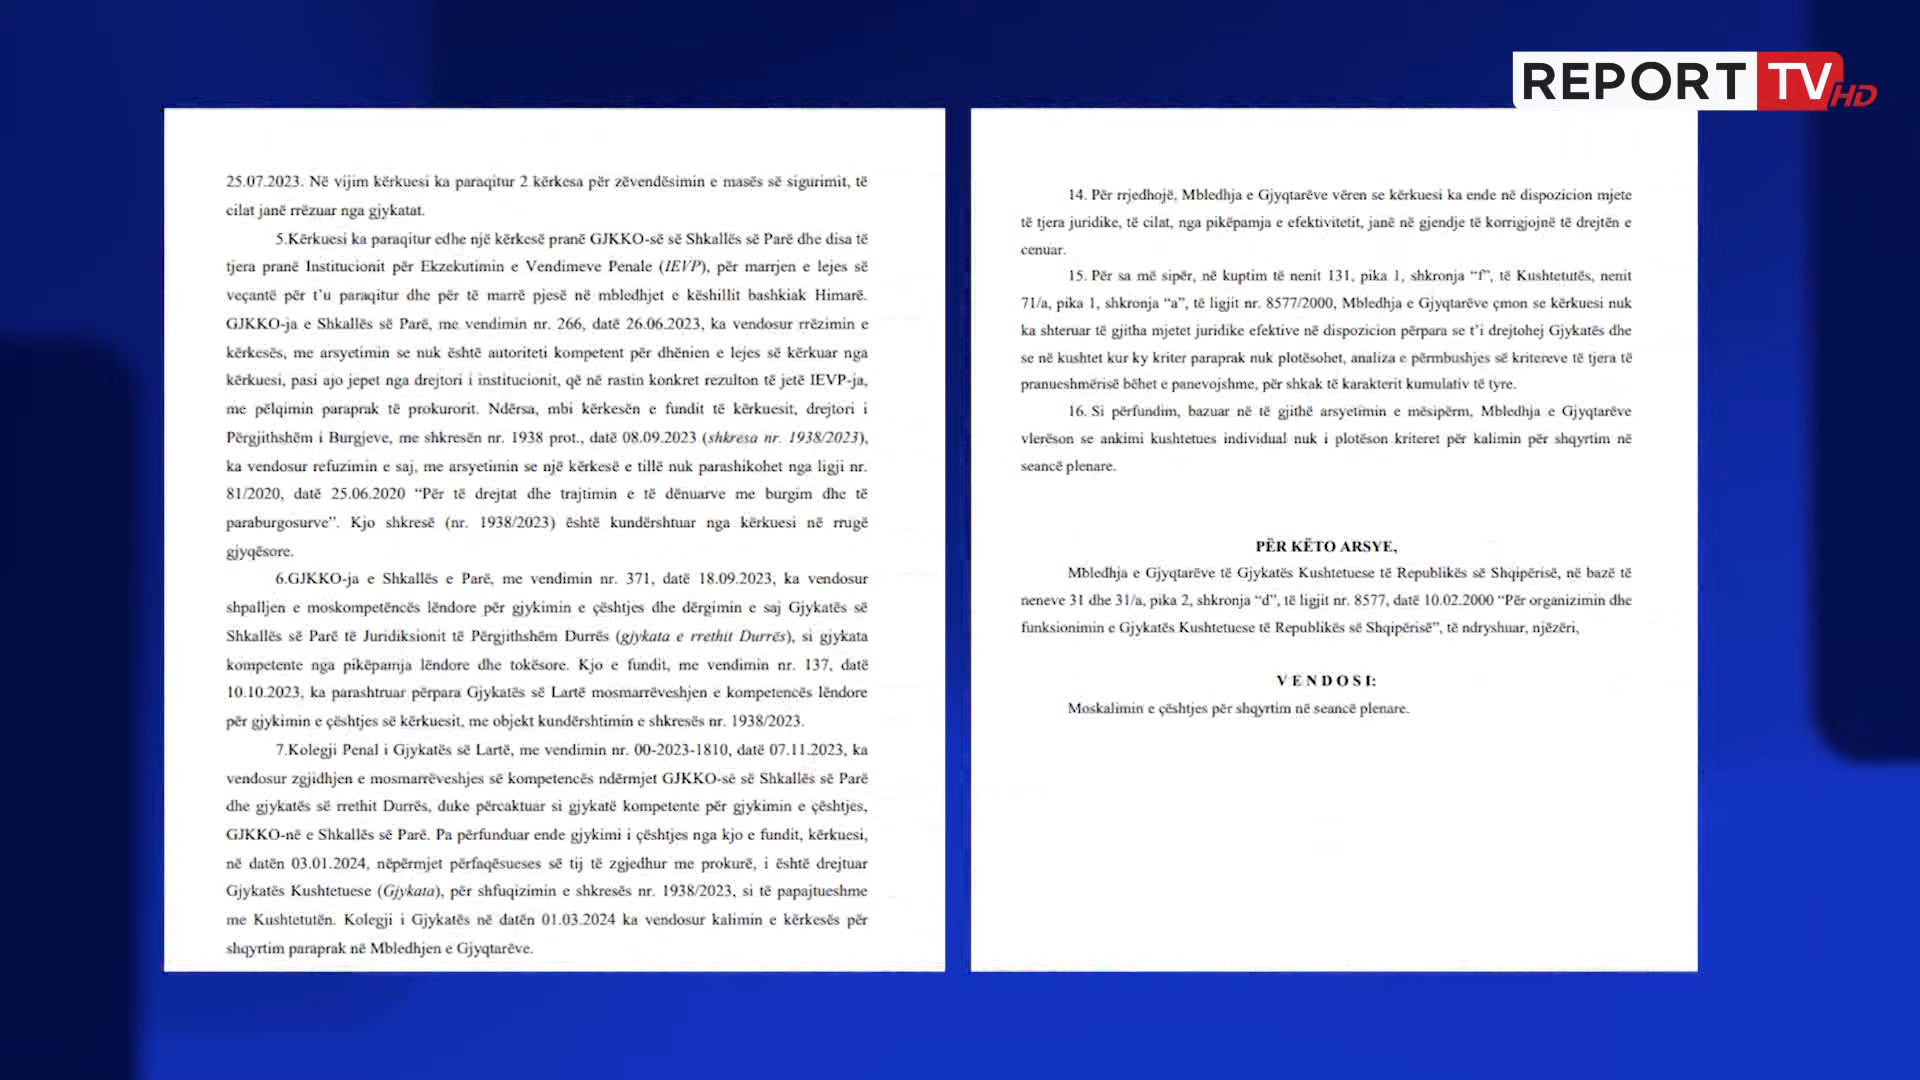 REPORT TV HD
25.07.2023. Në vijim kërkuesi ka paraqitur 2 kërkesa për zëvendësimin e masës së sigurimit, të
cilat janë rrëzuar nga gjykatat.
5.Kërkuesi ka paraqitur edhe një kërkesë pranë GJKKO-së së Shkallës së Parë dhe disa të
tjera pranë Institucionit për Ekzekutimin e Vendimeve Penale (IEVP), për marrjen e lejes së
veçantë për t’u paraqitur dhe për të marrë pjesë në mbledhjet e këshillit bashkiak Himarë.
GJKKO-ja e Shkallës së Parë, me vendimin nr. 266, datë 26.06.2023, ka vendosur rrëzimin e
kërkesës, me arsyetimin se nuk është autoriteti kompetent për dhënien e lejes së kërkuar nga
kërkuesi, pasi ajo jepet nga drejtori i institucionit, që në rastin konkret rezulton të jetë IEVP-ja,
me pëlqimin paraprak të prokurorit. Ndërsa, mbi kërkesën e fundit të kërkuesit, drejtori i
Përgjithshëm i Burgjeve, me shkresën nr. 1938 prot., datë 08.09.2023 (shkresa nr. 1938/2023),
ka vendosur refuzimin e saj, me arsyetimin se një kërkesë e tillë nuk parashikohet nga ligji nr.
81/2020, datë 25.06.2020 “Për të drejtat dhe trajtimin e të dënuarve me burgim dhe të
paraburgosurve”. Kjo shkresë (nr. 1938/2023) është kundërshtuar nga kërkuesi në rrugë
gjyqësore.
6.GJKKO-ja e Shkallës e Parë, me vendimin nr. 371, datë 18.09.2023, ka vendosur
shpalljen e moskompetencës lëndore për gjykimin e çështjes dhe dërgimin e saj Gjykatës së
Shkallës së Parë të Juridiksionit të Përgjithshëm Durrës (gjykata e rrethit Durrës), si gjykata
kompetente nga pikëpamja lëndore dhe tokësore. Kjo e fundit, me vendimin nr. 137, datë
10.10.2023, ka parashtruar përpara Gjykatës së Lartë mosmarrëveshjen e kompetencës lëndore
për gjykimin e çështjes së kërkuesit, me objekt kundërshtimin e shkresës nr. 1938/2023.
7.Kolegji Penal i Gjykatës së Lartë, me vendimin nr. 00-2023-1810, datë 07.11.2023, ka
vendosur zgjidhjen e mosmarrëveshjes së kompetencës ndërmjet GJKKO-së së Shkallës së Parë
dhe gjykatës së rrethit Durrës, duke përcaktuar si gjykatë kompetente për gjykimin e çështjes,
GJKKO-në e Shkallës së Parë. Pa përfunduar ende gjykimi i çështjes nga kjo e fundit, kërkuesi,
në datën 03.01.2024, nëpërmjet përfaqësueses së tij të zgjedhur me prokurë, i është drejtuar
Gjykatës Kushtetuese (Gjykata), për shfuqizimin e shkresës nr. 1938/2023, si të papajtueshme
me Kushtetutën. Kolegji i Gjykatës në datën 01.03.2024 ka vendosur kalimin e kërkesës për
shqyrtim paraprak në Mbledhjen e Gjyqtarëve.
14. Për rrjedhojë, Mbledhja e Gjyqtarëve vëren se kërkuesi ka ende në dispozicion mjete
të tjera juridike, të cilat, nga pikëpamja e efektivitetit, janë në gjendje të korrigjojnë të drejtën e
cenuar.
15. Për sa më sipër, në kuptim të nenit 131, pika 1, shkronja “f”, të Kushtetutës, nenit
71/a, pika 1, shkronja “a”, të ligjit nr. 8577/2000, Mbledhja e Gjyqtarëve çmon se kërkuesi nuk
ka shteruar të gjitha mjetet juridike efektive në dispozicion përpara se t’i drejtohej Gjykatës dhe
se në kushtet kur ky kriter paraprak nuk plotësohet, analiza e përmbushjes së kritereve të tjera të
pranueshmërisë bëhet e panevojshme, për shkak të karakterit kumulativ të tyre.
16. Si përfundim, bazuar në të gjithë arsyetimin e mësipërm, Mbledhja e Gjyqtarëve
vlerëson se ankimi kushtetues individual nuk i plotëson kriteret për kalimin për shqyrtim në
seancë plenare.
PËR KËTO ARSYE,
Mbledhja e Gjyqtarëve të Gjykatës Kushtetuese të Republikës së Shqipërisë, në bazë të
neneve 31 dhe 31/a, pika 2, shkronja “d”, të ligjit nr. 8577, datë 10.02.2000 “Për organizimin dhe
funksionimin e Gjykatës Kushtetuese të Republikës së Shqipërisë”, të ndryshuar, njëzëri,
V E N D O S I:
Moskalimin e çështjes për shqyrtim në seancë plenare.